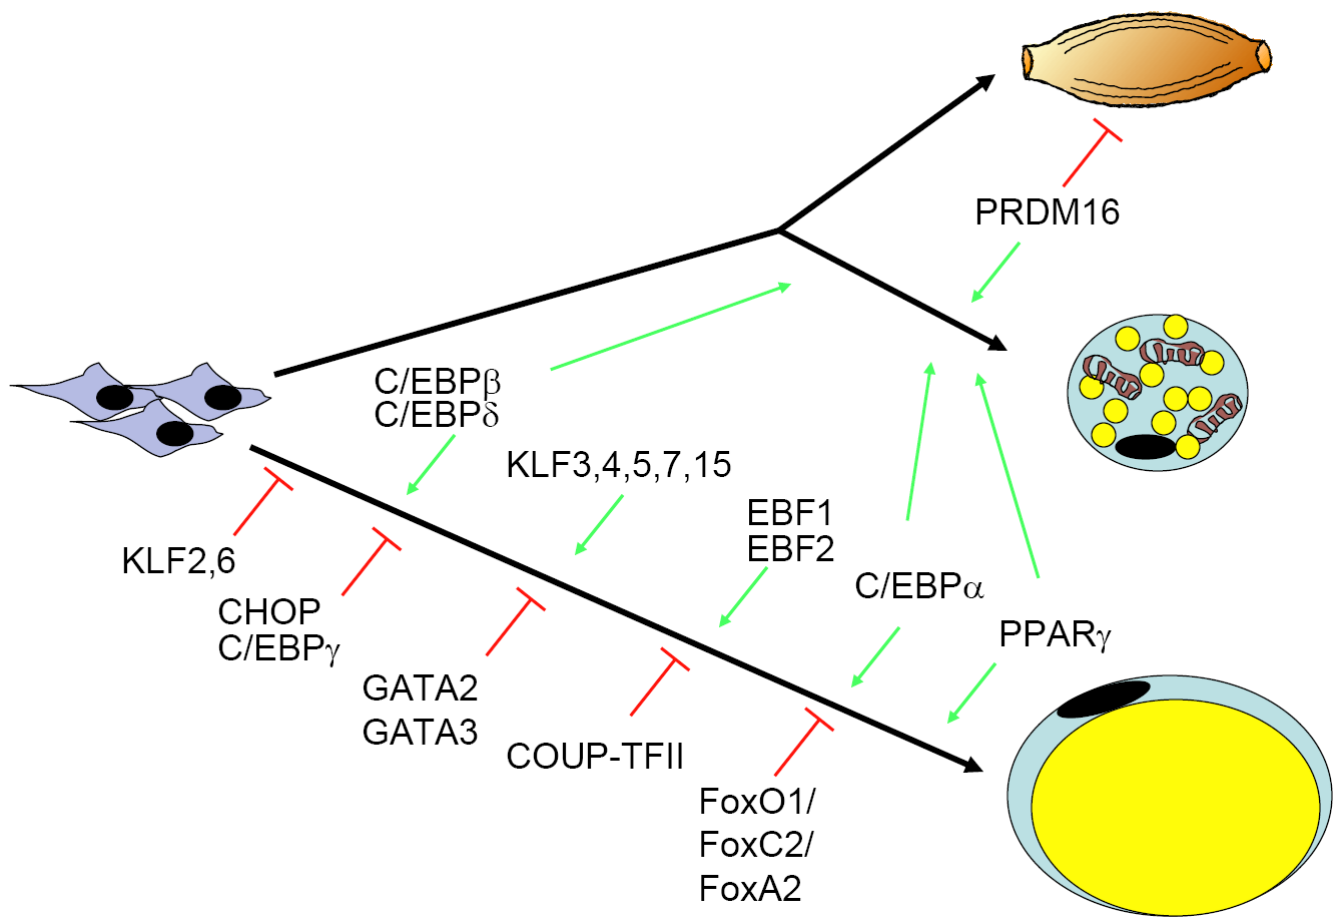 PRDM16
C/EBPβ
C/EBPδ
KLF3,4,5,7,15
EBF1
EBF2
KLF2,6
C/EBPα
CHOP
C/EBPγ
PPARγ
GATA2
GATA3
COUP-TFII
FoxO1/
FoxC2/
FoxA2